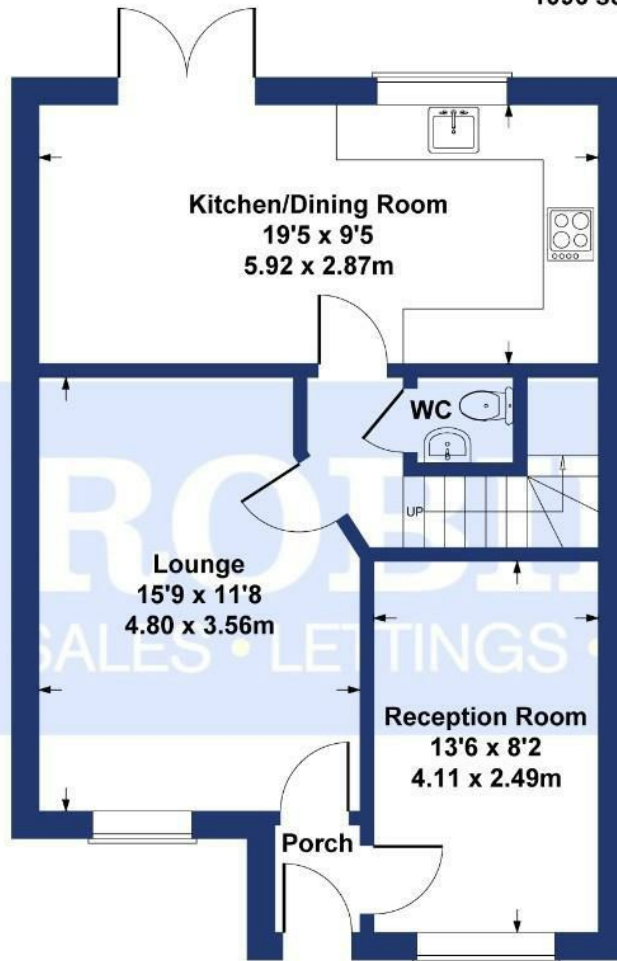 Kitchen/Dining Room
19'5 x 9'5
5.92 x 2.87m
WC
UP
ROBI
SALES • LETTINGS •
Lounge
15'9 x 11'8
4.80 x 3.56m
Reception Room
13'6 x 8'2
4.11 x 2.49m
Porch